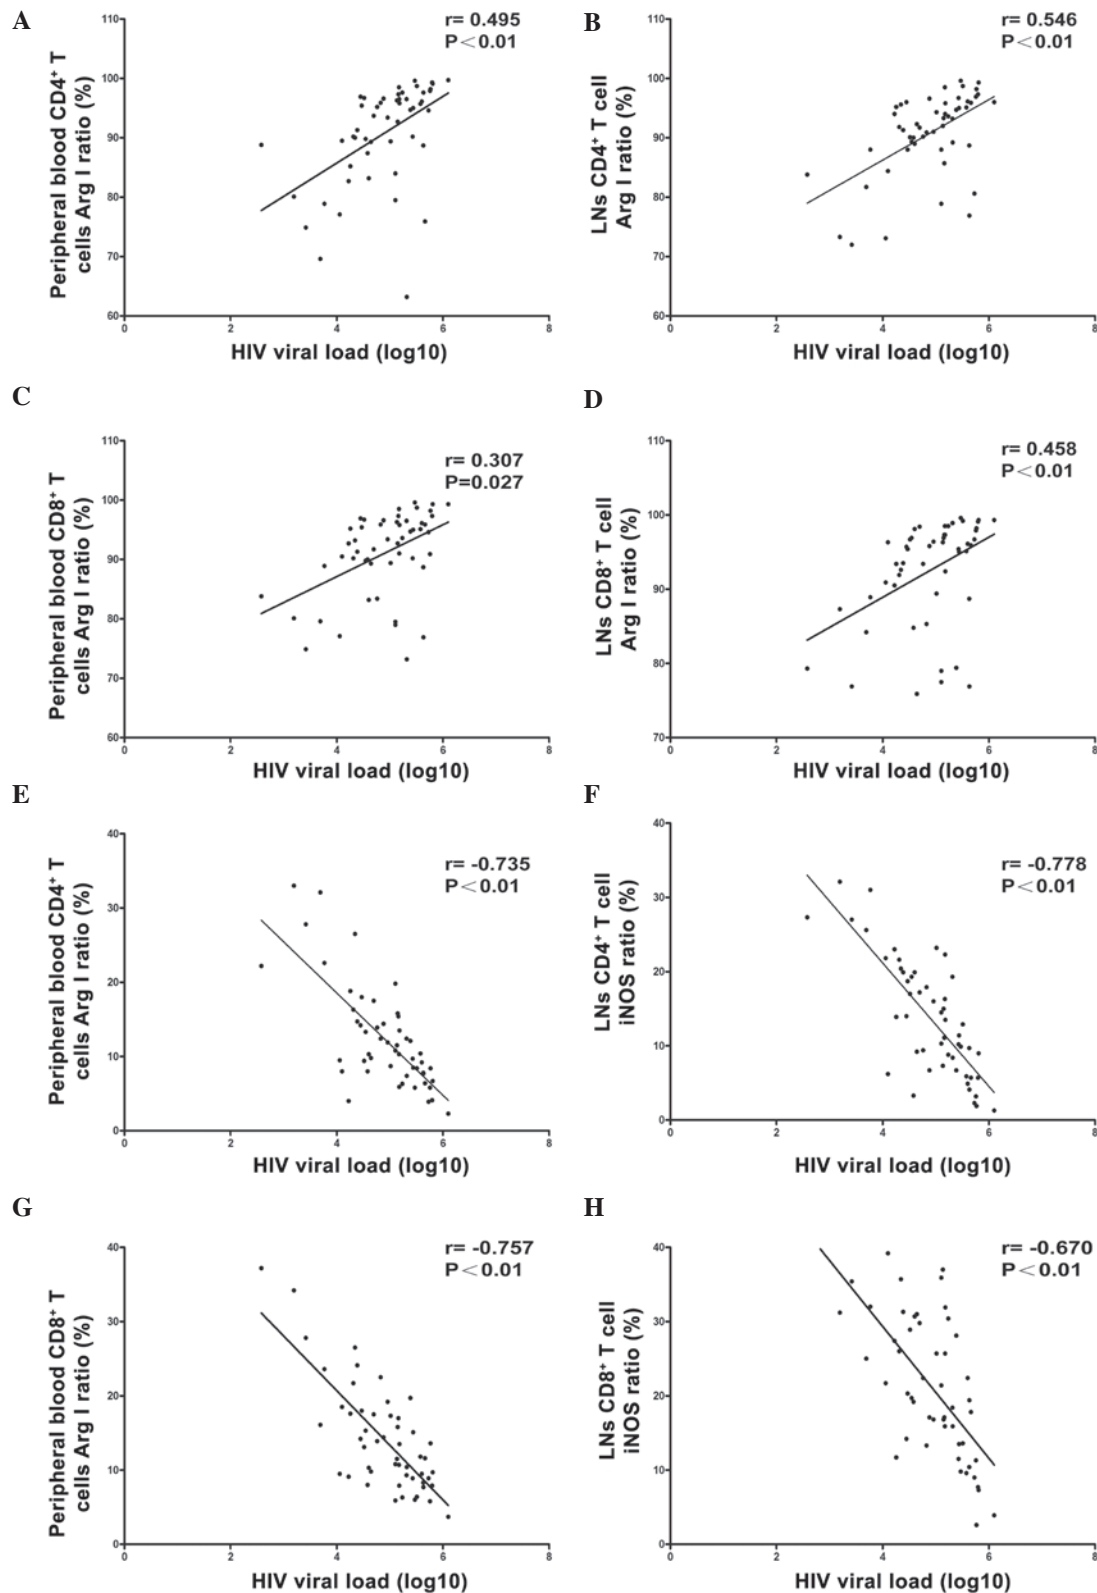 A
Peripheral blood CD4⁺ T
cells Arg I ratio (%)
110
100
90
80
70
60
r= 0.495
P<0.01
0 2 4 6 8
HIV viral load (log10)
B
LNs CD4⁺ T cell
Arg I ratio (%)
110
100
90
80
70
60
r= 0.546
P<0.01
0 2 4 6 8
HIV viral load (log10)
C
Peripheral blood CD8⁺ T
cells Arg I ratio (%)
110
100
90
80
70
60
r= 0.307
P=0.027
0 2 4 6 8
HIV viral load (log10)
D
LNs CD8⁺ T cell
Arg I ratio (%)
110
100
90
80
70
r= 0.458
P<0.01
0 2 4 6 8
HIV viral load (log10)
E
Peripheral blood CD4⁺ T
cells Arg I ratio (%)
40
30
20
10
0
r= -0.735
P<0.01
0 2 4 6 8
HIV viral load (log10)
F
LNs CD4⁺ T cell
iNOS ratio (%)
40
30
20
10
0
r= -0.778
P<0.01
0 2 4 6 8
HIV viral load (log10)
G
Peripheral blood CD8⁺ T
cells Arg I ratio (%)
40
30
20
10
0
r= -0.757
P<0.01
0 2 4 6 8
HIV viral load (log10)
H
LNs CD8⁺ T cell
iNOS ratio (%)
40
30
20
10
0
r= -0.670
P<0.01
0 2 4 6 8
HIV viral load (log10)